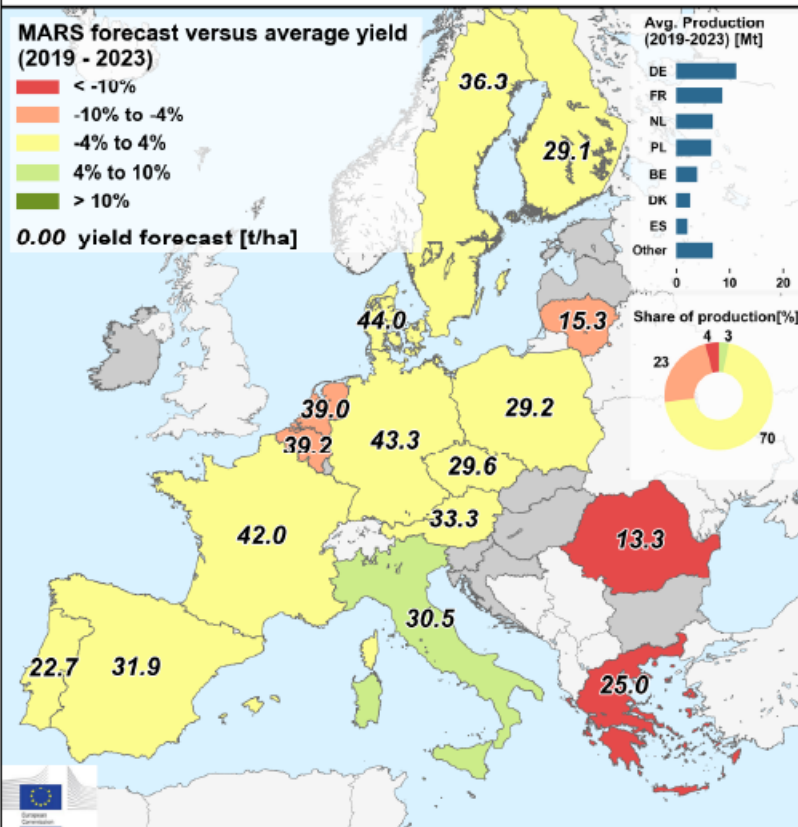 MARS forecast versus average yield
(2019 - 2023)
< -10%
-10% to -4%
-4% to 4%
4% to 10%
> 10%
0.00 yield forecast [t/ha]
Avg. Production
(2019-2023) [Mt]
DE
FR
NL
PL
BE
DK
ES
Other
0 10 20
Share of production[%]
4 3
23
70
36.3
29.1
44.0
15.3
39.0
29.2
39.2
43.3
29.6
33.3
42.0
13.3
30.5
22.7 31.9
25.0
European
Commission